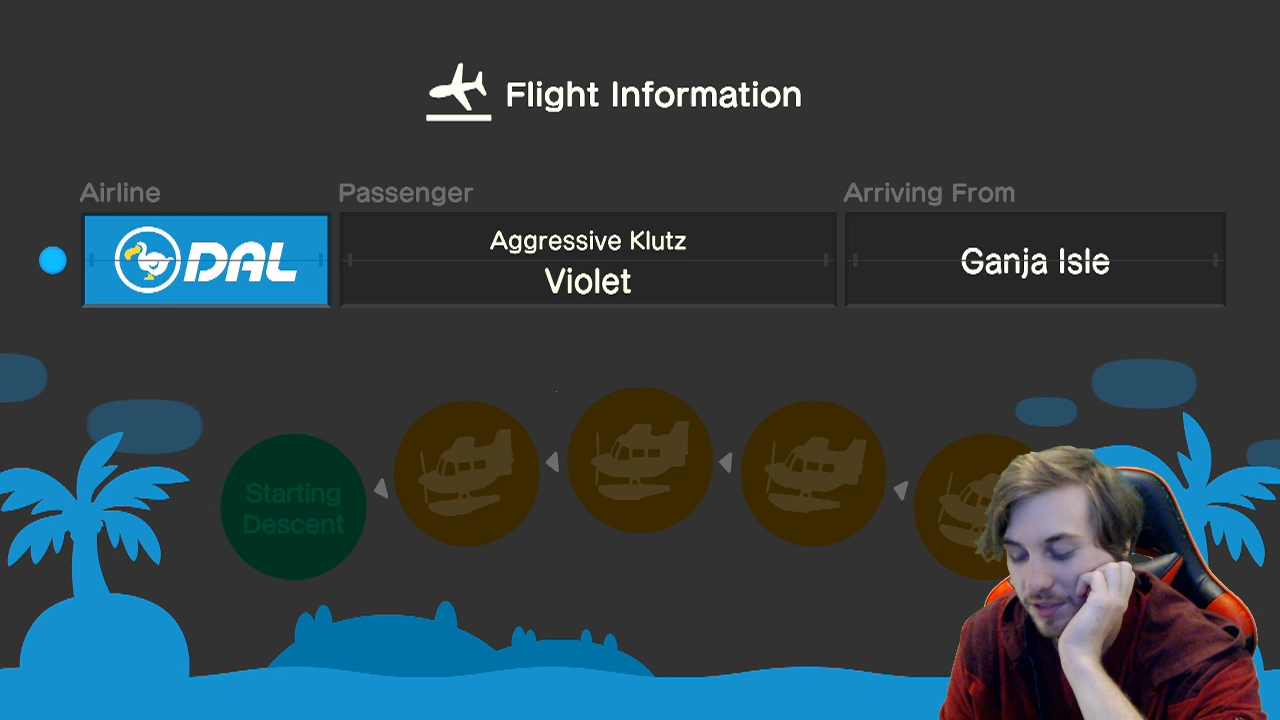 Flight Information
Airline
Passenger
Arriving From
DAL
Aggressive Klutz
Violet
Ganja Isle
Starting
Descent